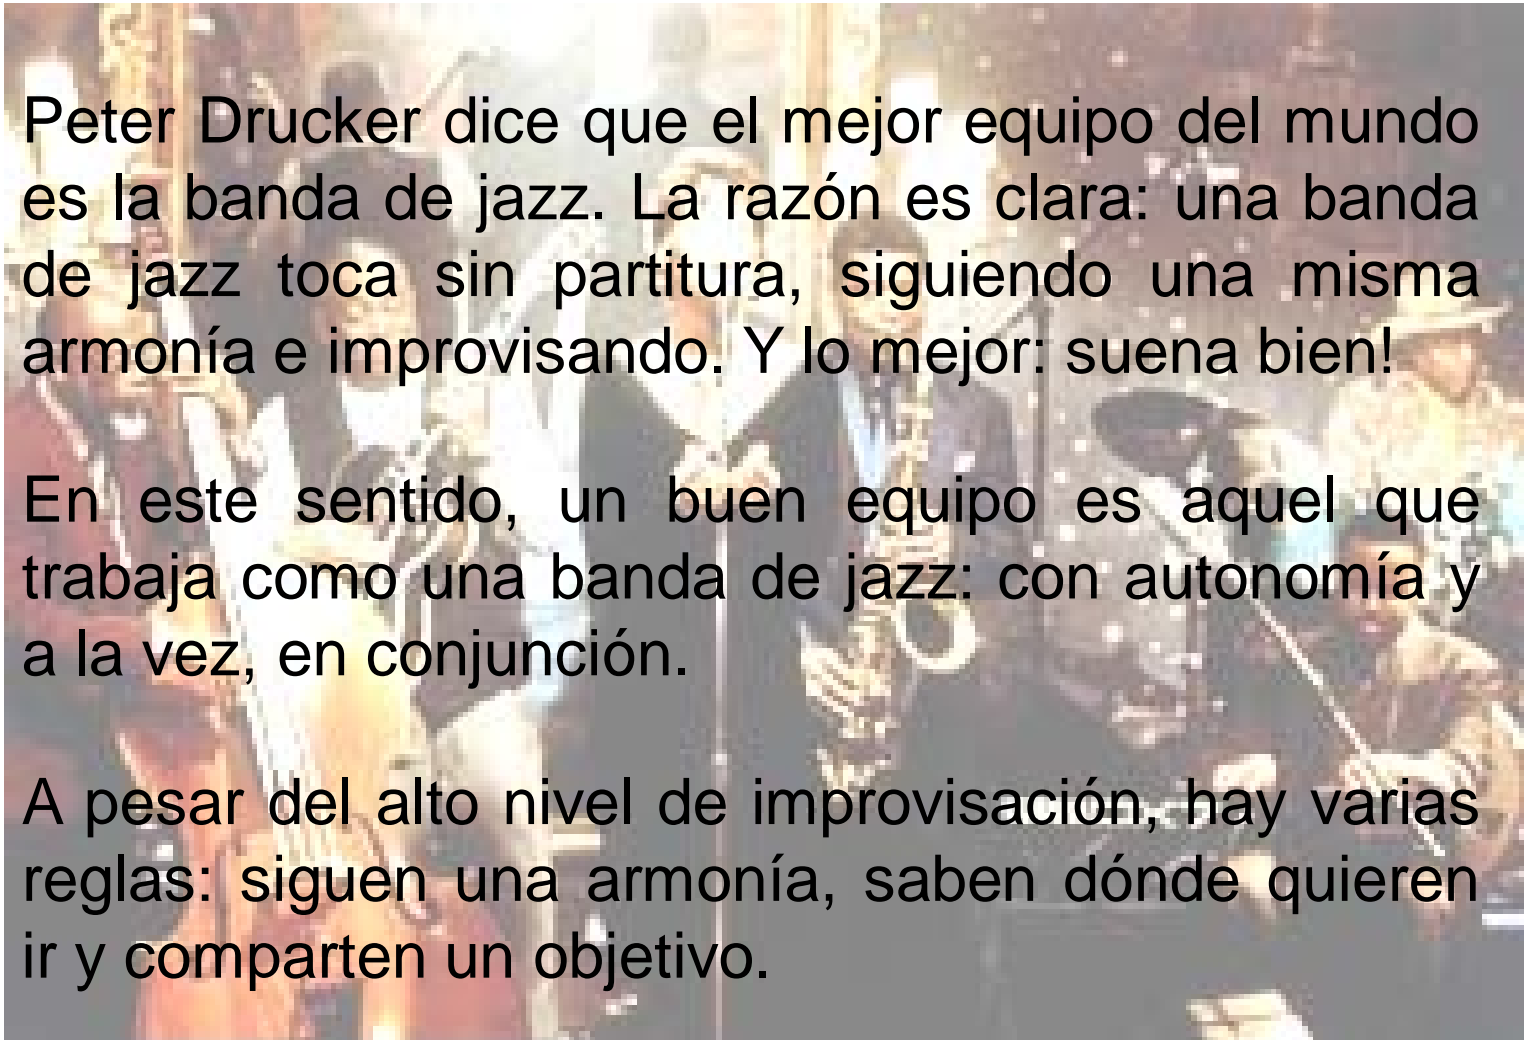 Peter Drucker dice que el mejor equipo del mundo
es la banda de jazz. La razón es clara: una banda
de jazz toca sin partitura, siguiendo una misma
armonía e improvisando. Y lo mejor: suena bien!
En este sentido, un buen equipo es aquel que
trabaja como una banda de jazz: con autonomía y
a la vez, en conjunción.
A pesar del alto nivel de improvisación, hay varias
reglas: siguen una armonía, saben dónde quieren
ir y comparten un objetivo.